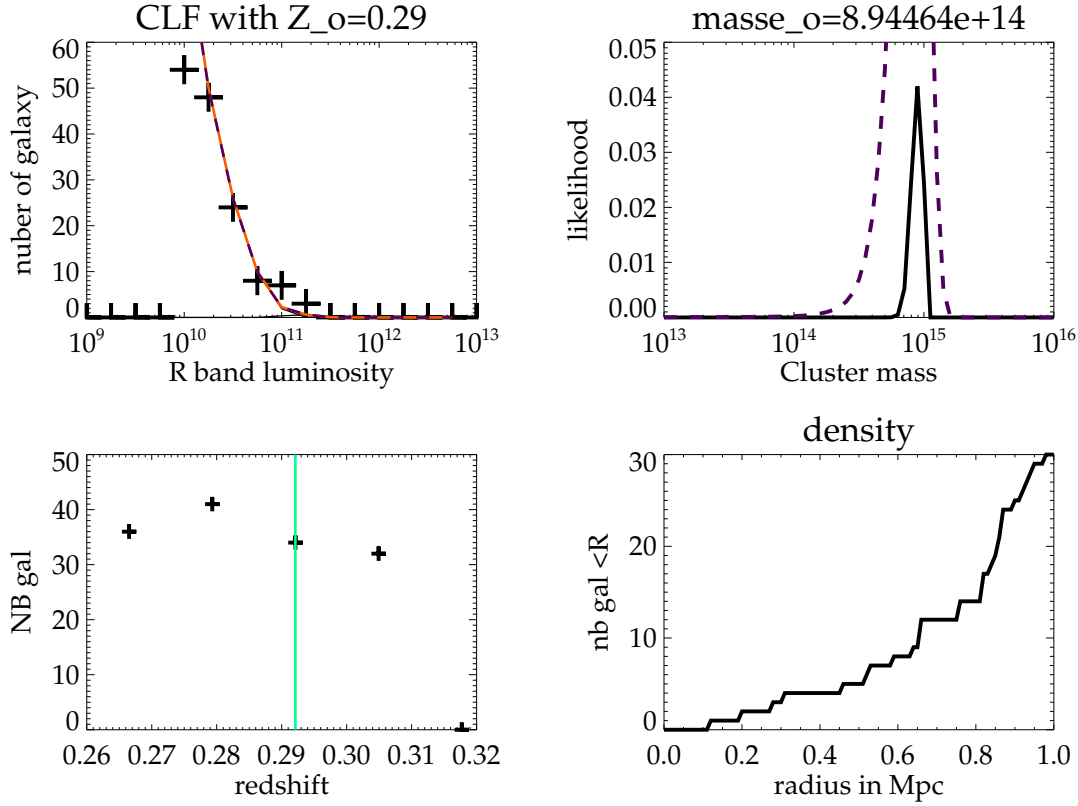 CLF with Z_o=0.29
60
50
40
30
20
10
0
nuber of galaxy
10^9 10^10 10^11 10^12 10^13
R band luminosity
masse_o=8.94464e+14
0.05
0.04
0.03
0.02
0.01
0.00
likelihood
10^13 10^14 10^15 10^16
Cluster mass
50
40
30
20
10
0
NB gal
0.26 0.27 0.28 0.29 0.30 0.31 0.32
redshift
density
30
20
10
0
nb gal <R
0.0 0.2 0.4 0.6 0.8 1.0
radius in Mpc